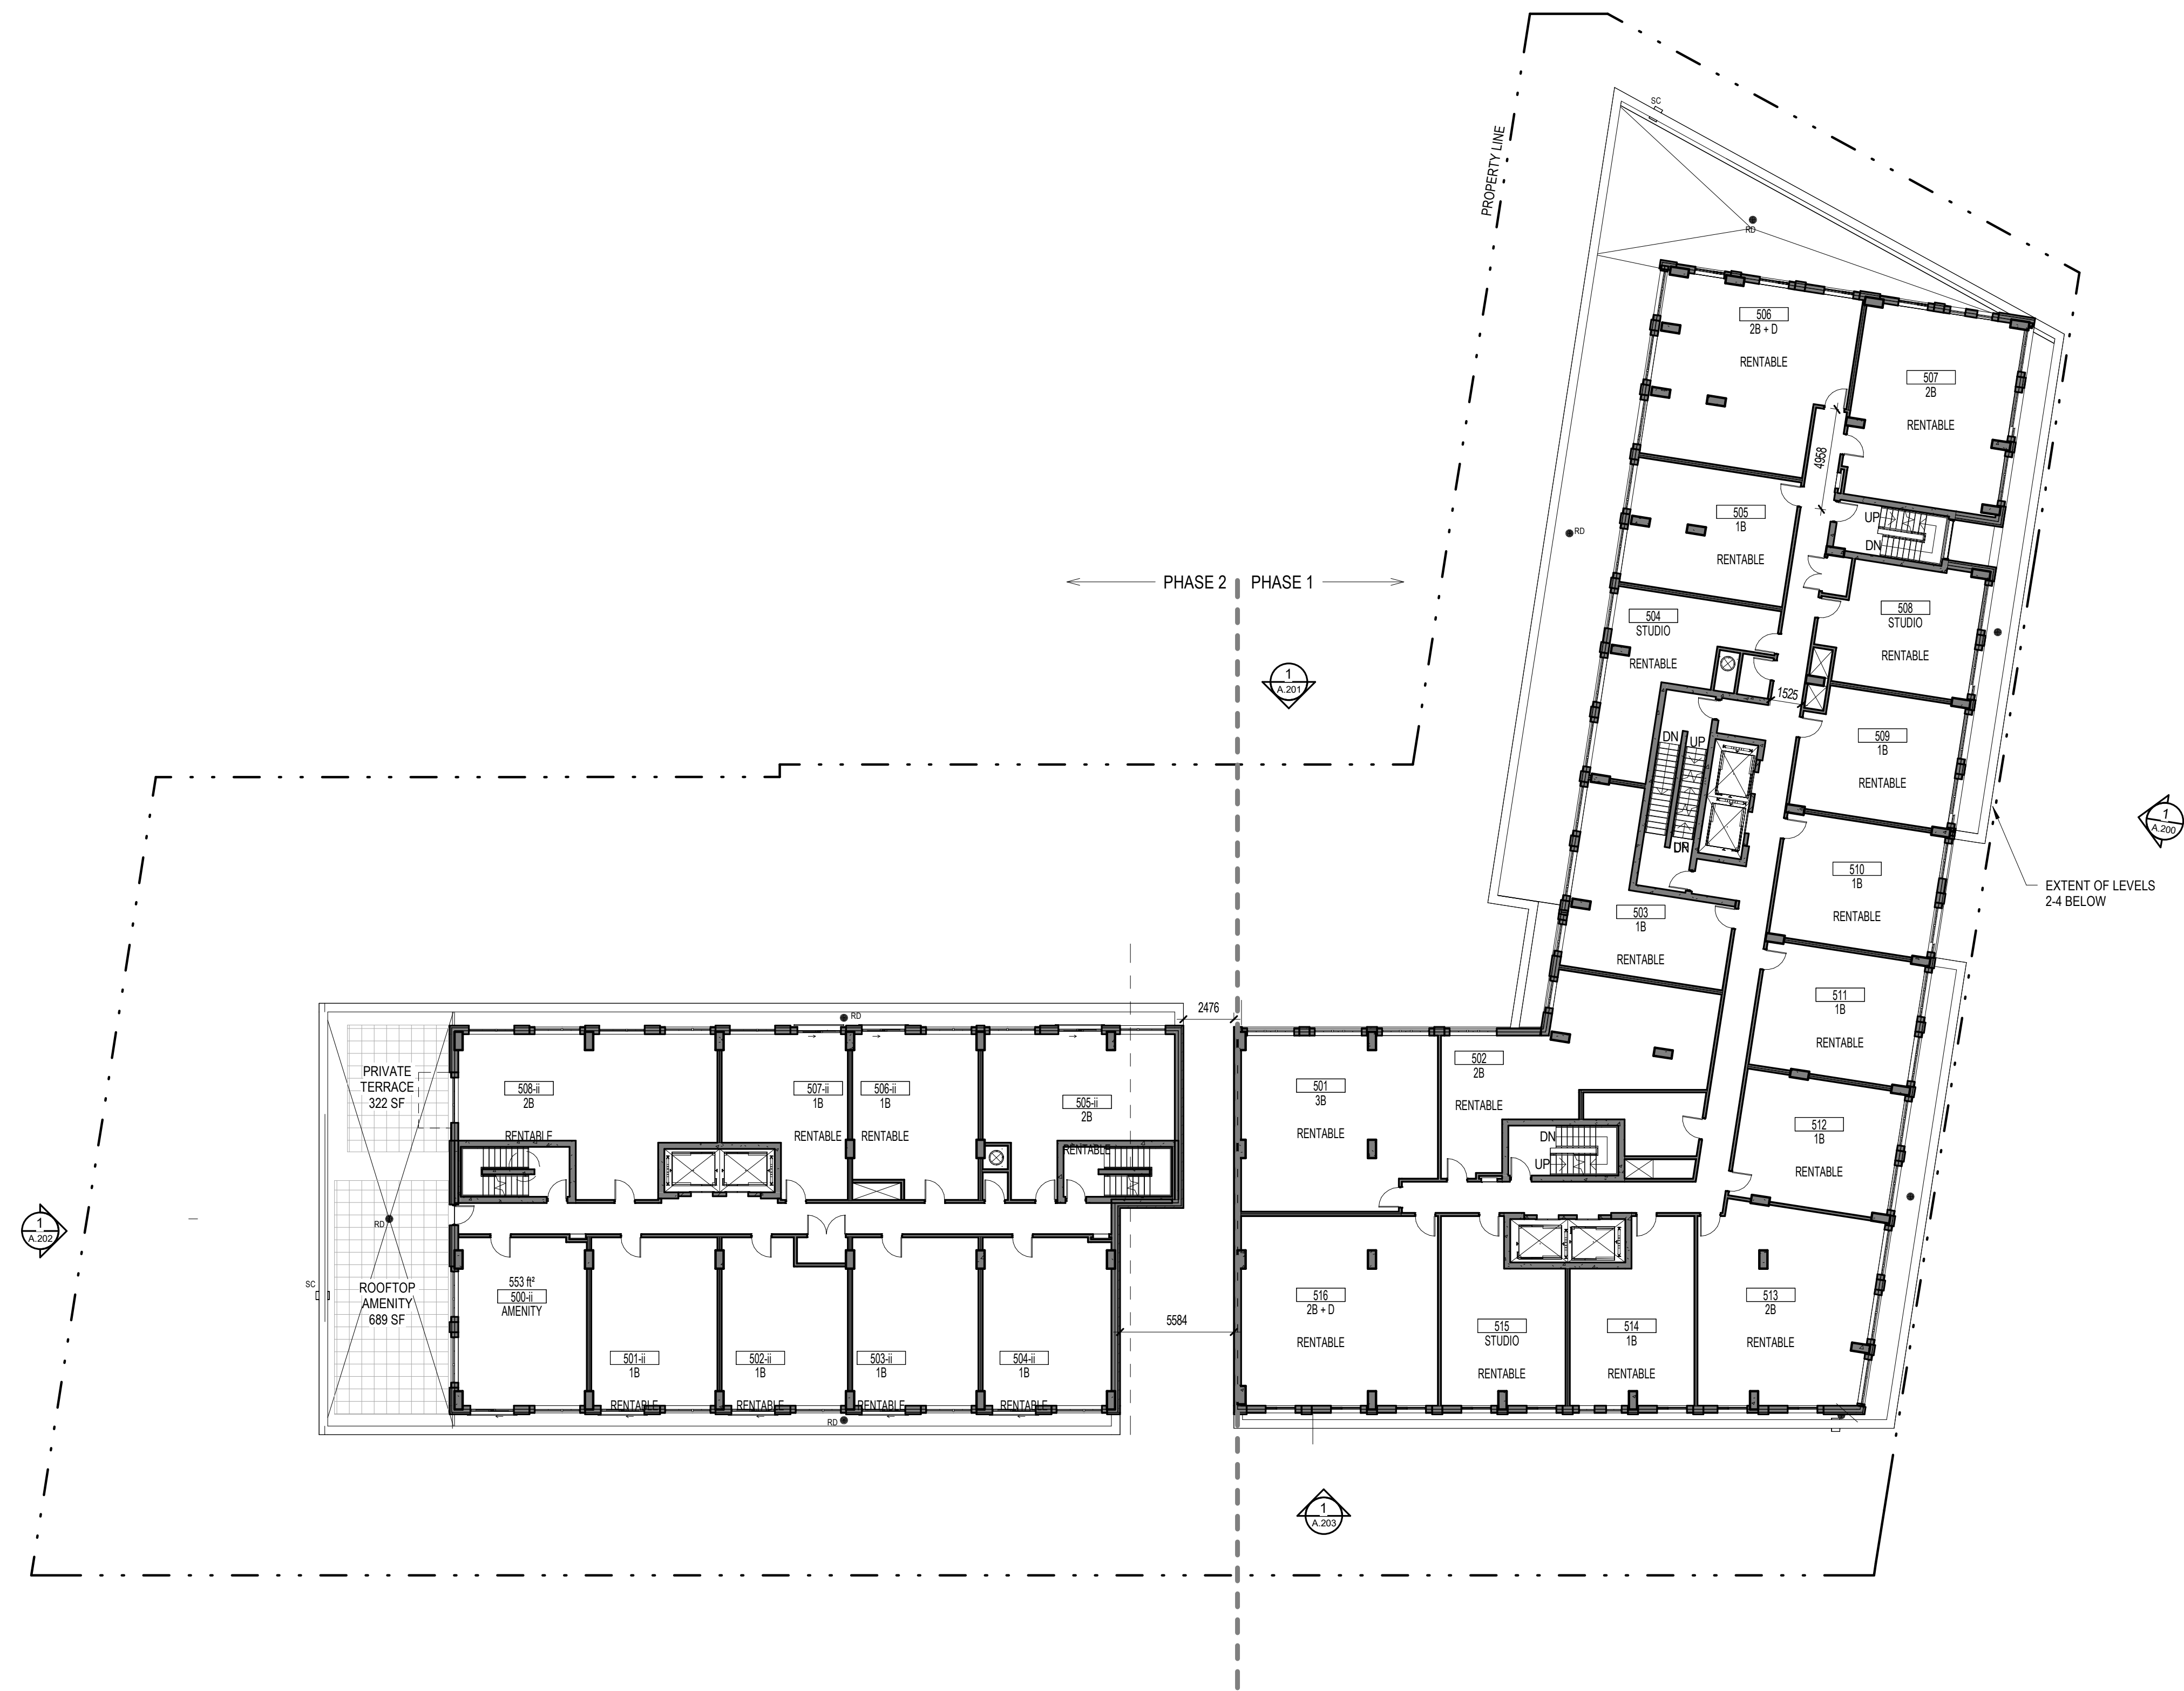 SC
PROPERTY LINE
RD
506
2B + D
RENTABLE
507
2B
RENTABLE
4958
505
1B
RENTABLE
UP
DN
RD
PHASE 2
PHASE 1
504
STUDIO
RENTABLE
508
STUDIO
RENTABLE
1
A.201
1525
DN
UP
509
1B
RENTABLE
1
A.200
DN
510
1B
RENTABLE
EXTENT OF LEVELS
2-4 BELOW
503
1B
RENTABLE
511
1B
RENTABLE
2476
RD
PRIVATE
TERRACE
322 SF
508-ii
2B
RENTABLE
507-ii
1B
RENTABLE
506-ii
1B
RENTABLE
505-ii
2B
RENTABLE
501
3B
RENTABLE
502
2B
RENTABLE
512
1B
RENTABLE
DN
UP
1
A.202
RD
SC
ROOFTOP
AMENITY
689 SF
553 ft²
500-ii
AMENITY
501-ii
1B
RENTABLE
502-ii
1B
RENTABLE
503-ii
1B
RENTABLE
504-ii
1B
RENTABLE
RD
5584
516
2B + D
RENTABLE
515
STUDIO
RENTABLE
514
1B
RENTABLE
513
2B
RENTABLE
1
A.203